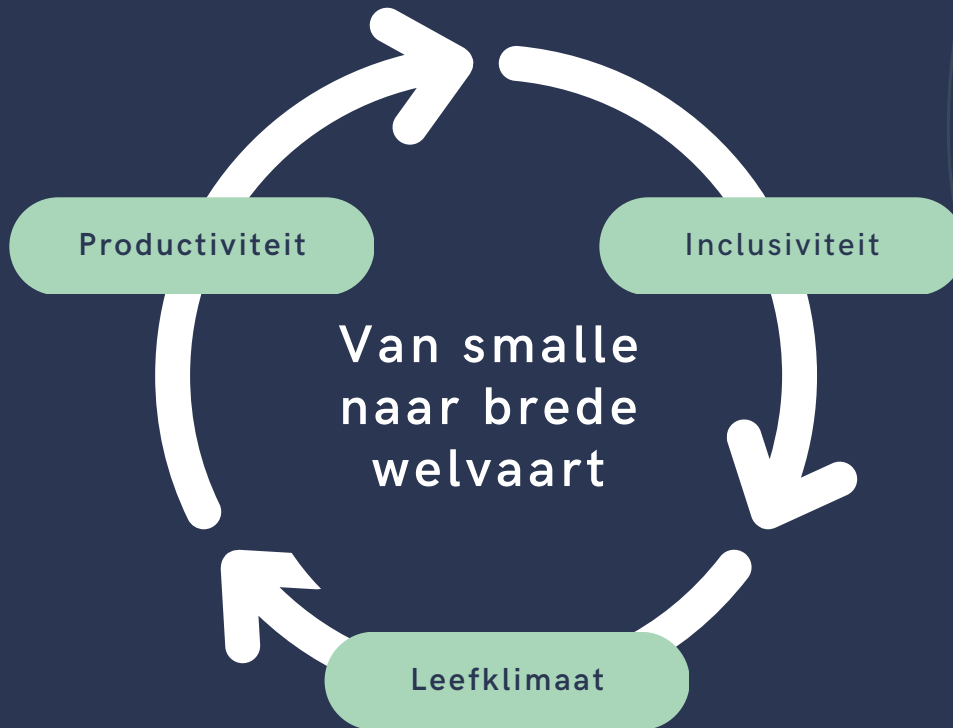 Productiviteit
Inclusiviteit
Van smalle
naar brede
welvaart
Leefklimaat